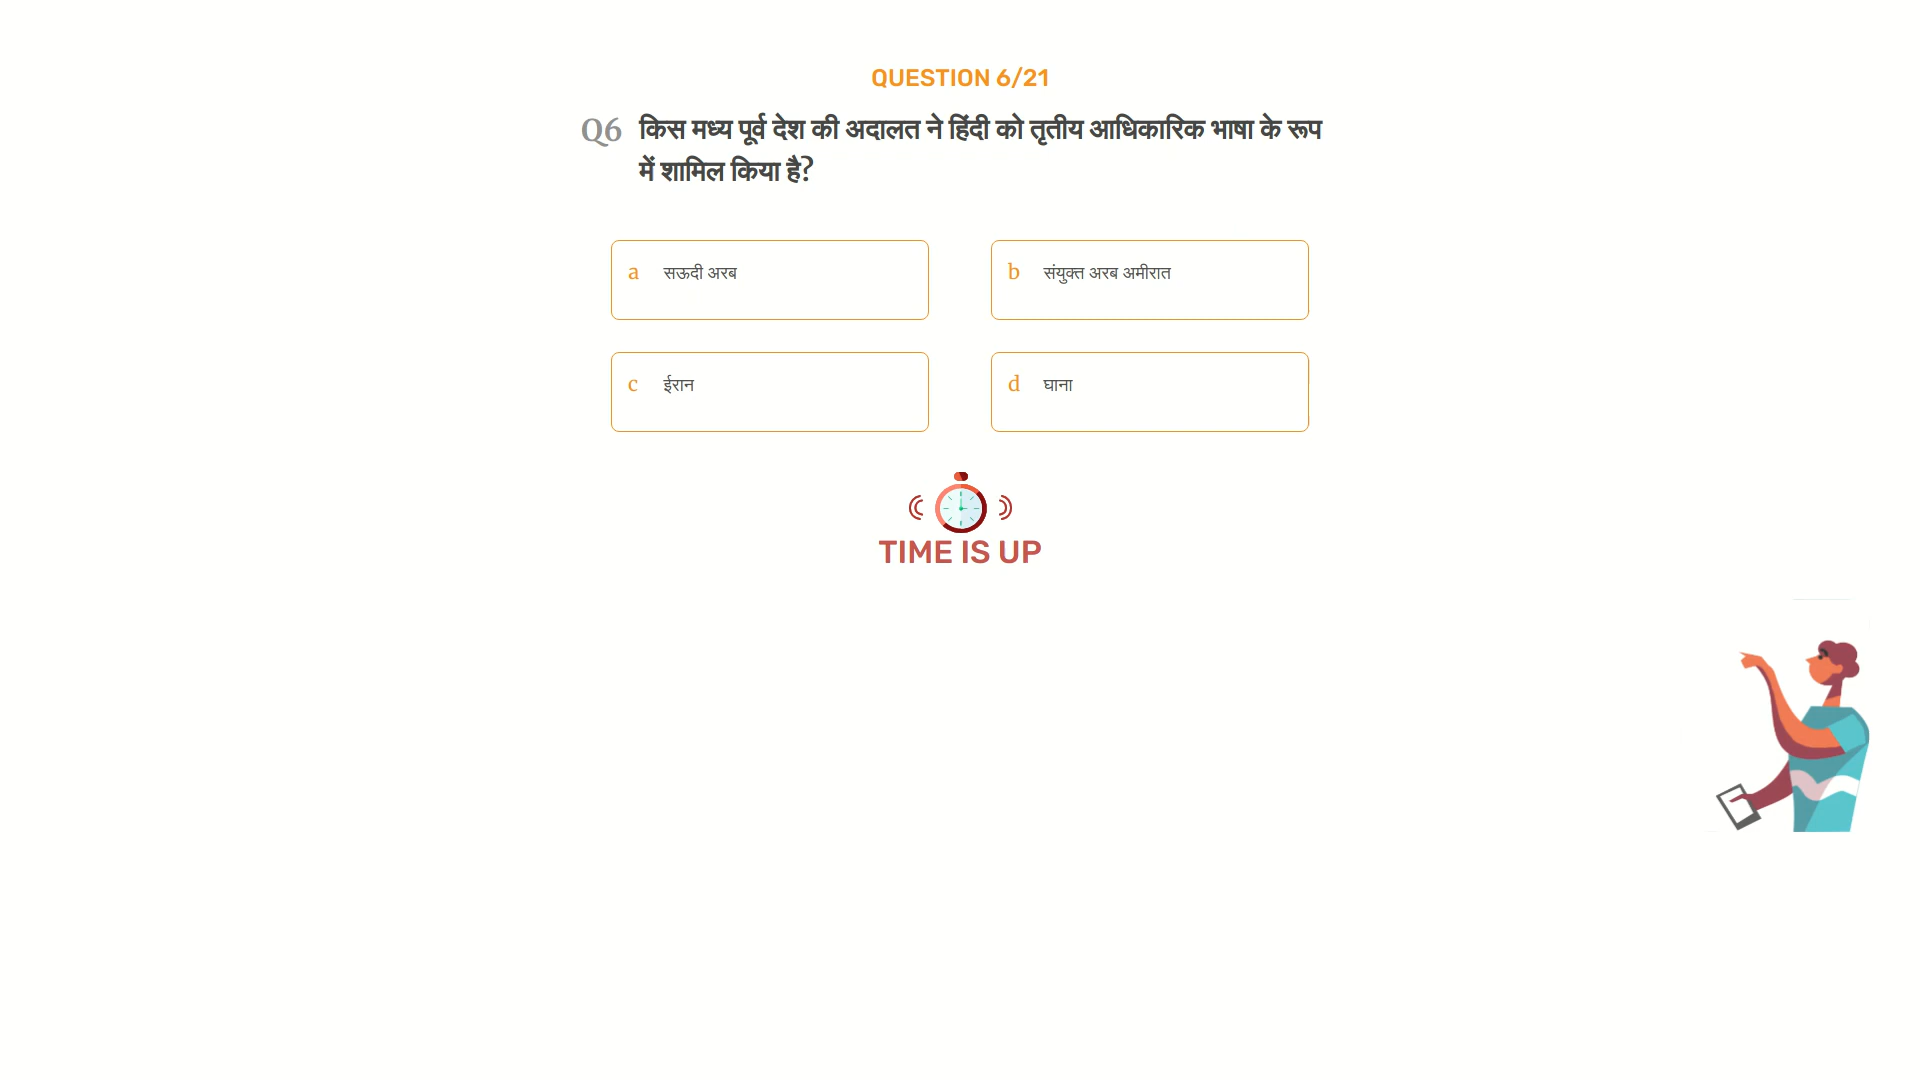 QUESTION 6/21
Q6 किस मध्य पूर्व देश की अदालत ने हिंदी को तृतीय आधिकारिक भाषा के रूप
में शामिल किया है?
a सऊदी अरब
b संयुक्त अरब अमीरात
c ईरान
d घाना
TIME IS UP